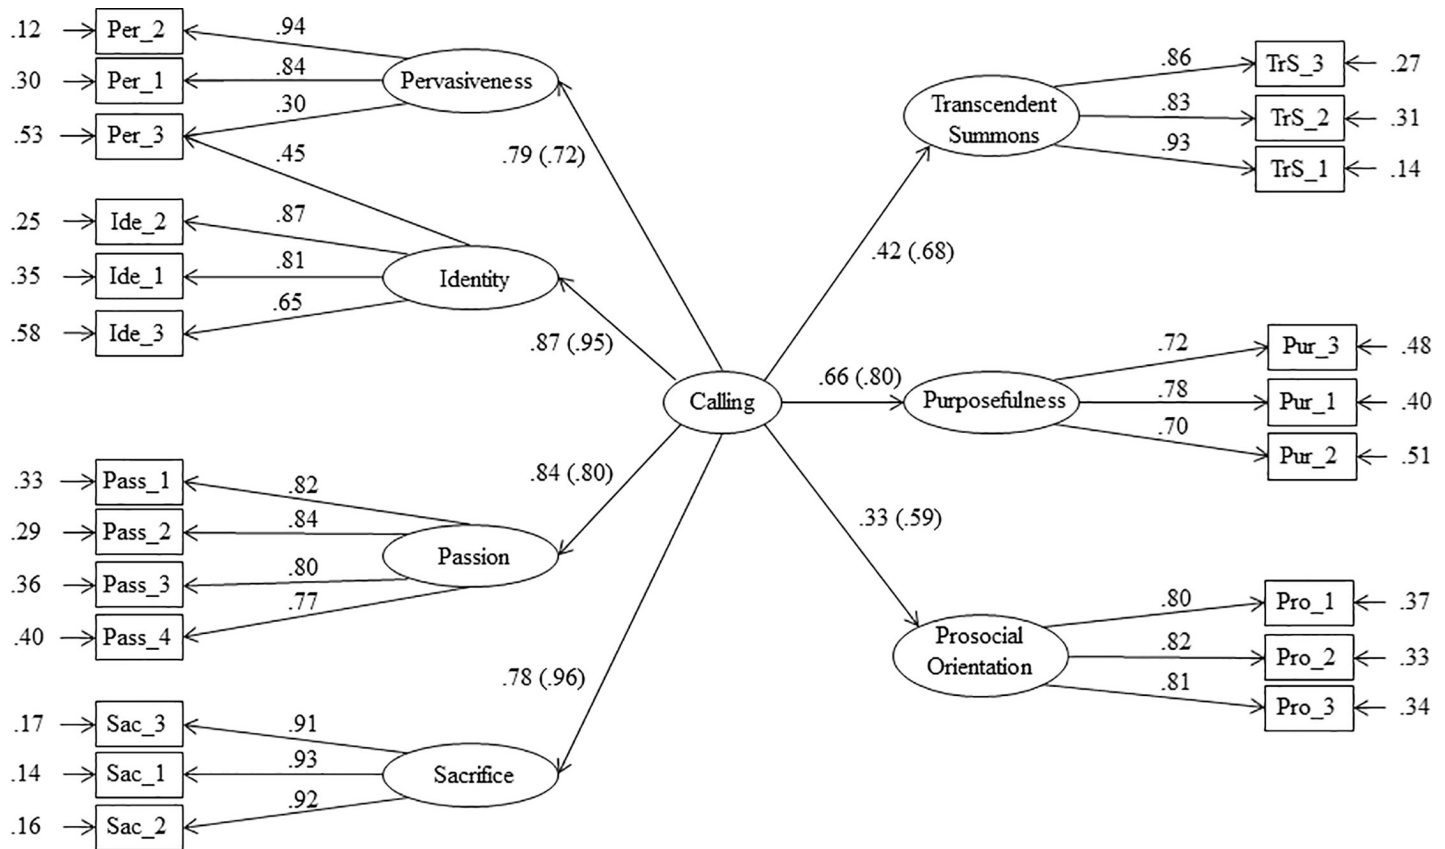 .12 Per_2 .94
.30 Per_1 .84 Pervasiveness
.53 Per_3 .30
.45
.79 (.72)
.25 Ide_2 .87
.35 Ide_1 .81 Identity
.58 Ide_3 .65
.87 (.95)
Calling
.33 Pass_1 .82
.29 Pass_2 .84
.36 Pass_3 .80 Passion
.40 Pass_4 .77
.84 (.80)
.17 Sac_3 .91
.14 Sac_1 .93 Sacrifice
.16 Sac_2 .92
.78 (.96)
Transcendent
Summons
.86 TrS_3 .27
.83 TrS_2 .31
.93 TrS_1 .14
.42 (.68)
.66 (.80)
Purposefulness
.72 Pur_3 .48
.78 Pur_1 .40
.70 Pur_2 .51
.33 (.59)
Prosocial
Orientation
.80 Pro_1 .37
.82 Pro_2 .33
.81 Pro_3 .34